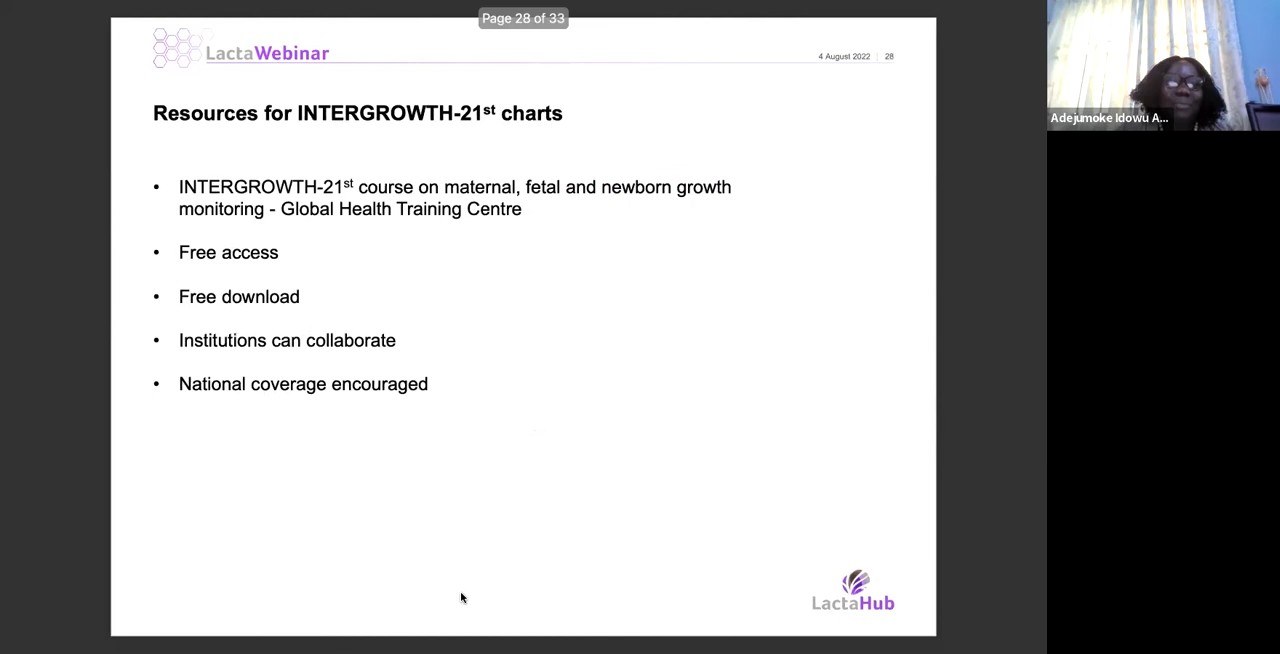 Page 28 of 33
LactaWebinar
4 August 2022 | 28
Resources for INTERGROWTH-21st charts
• INTERGROWTH-21st course on maternal, fetal and newborn growth
monitoring - Global Health Training Centre
• Free access
• Free download
• Institutions can collaborate
• National coverage encouraged
LactaHub
Adejumoke Idowu A...